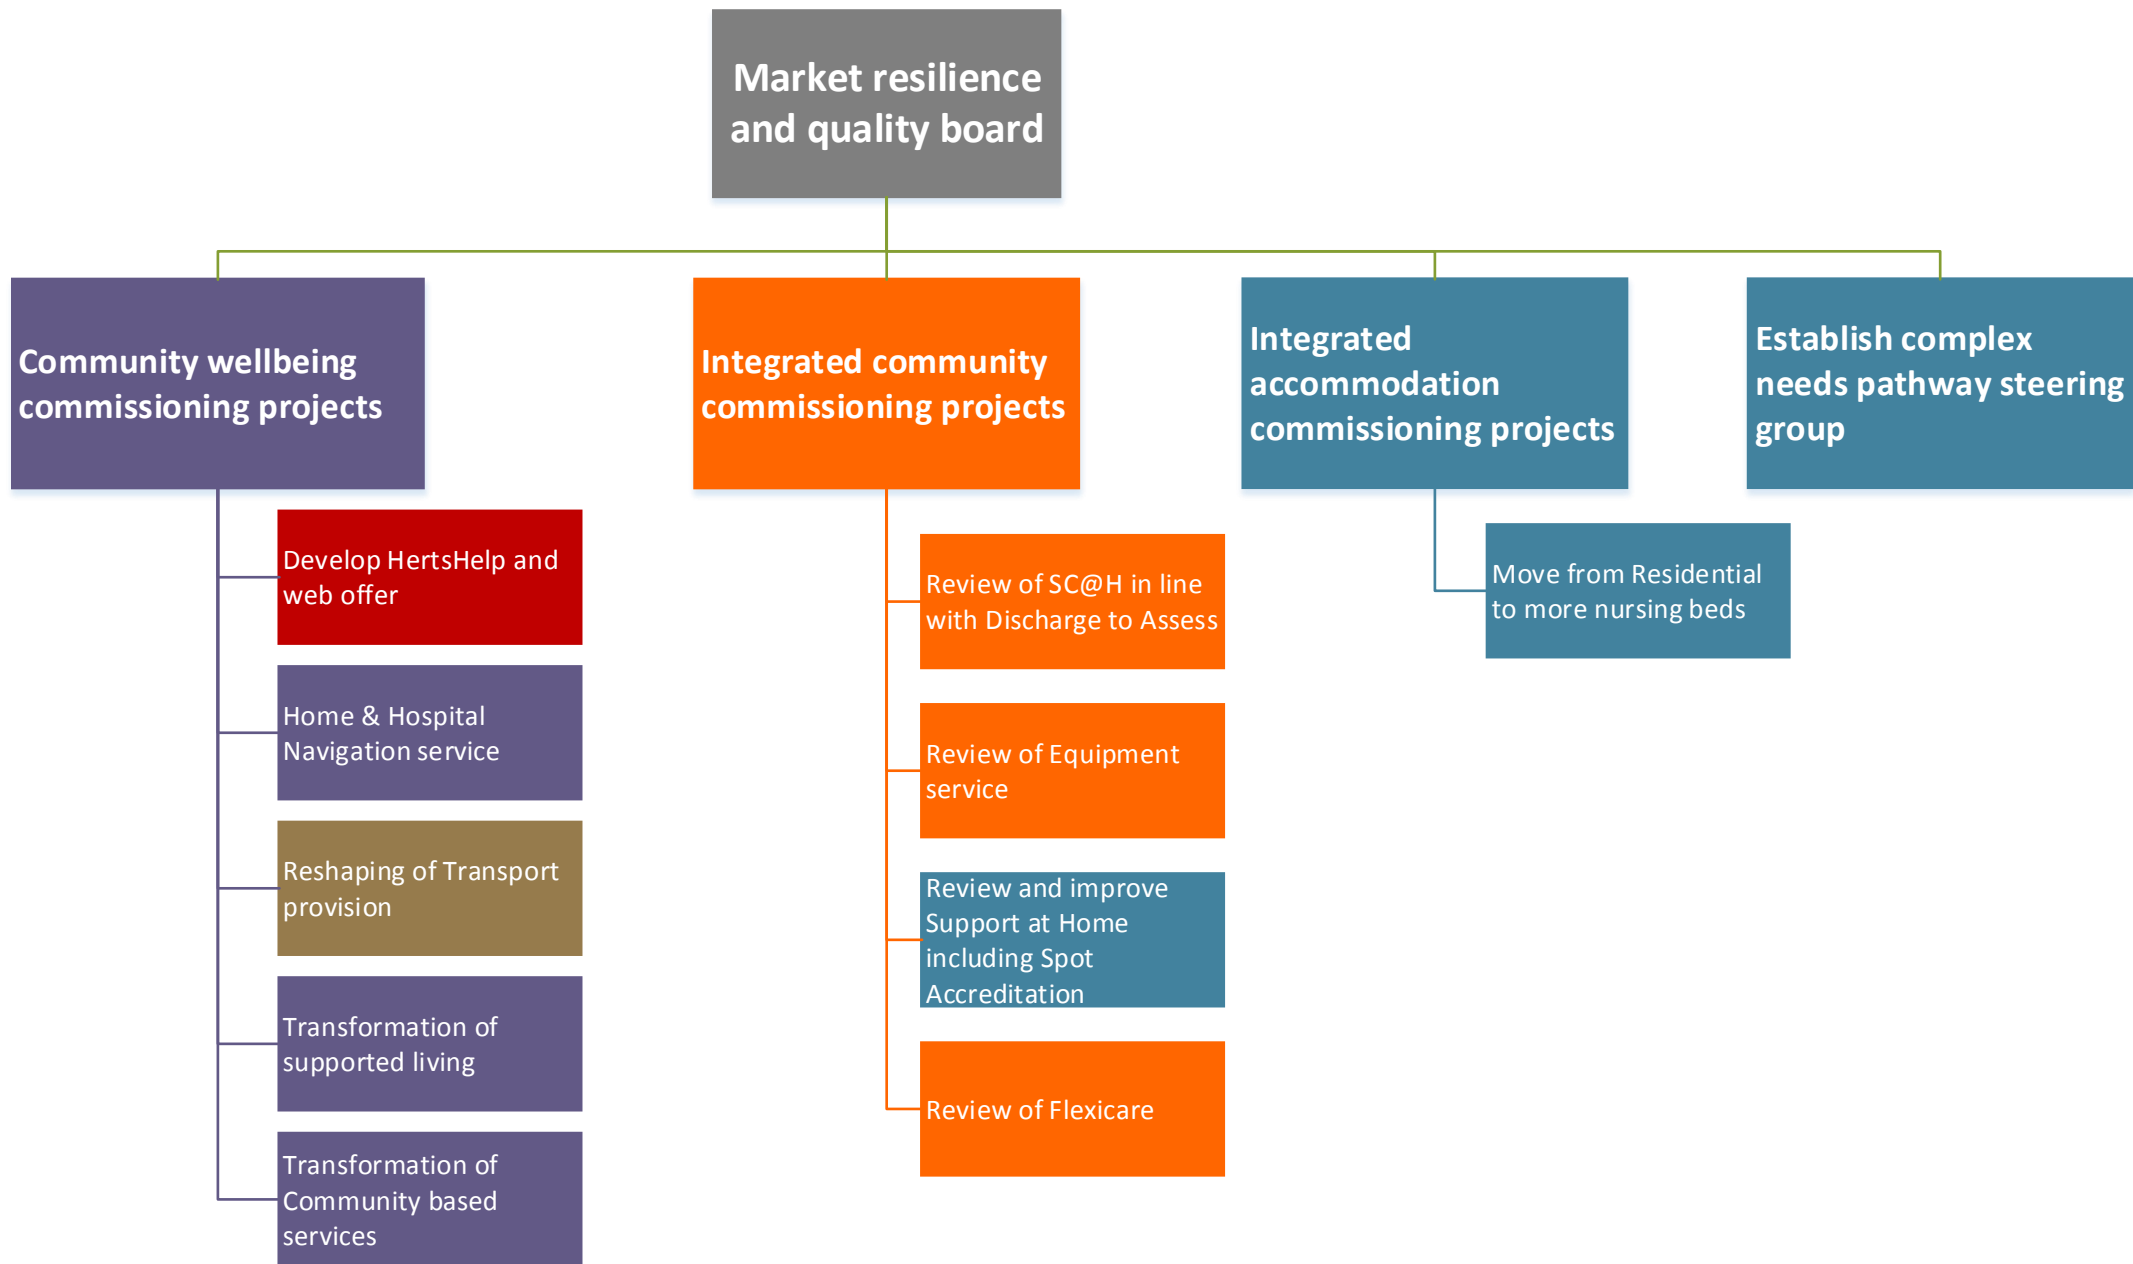 Market resilience
and quality board
Community wellbeing
commissioning projects
Develop HertsHelp and
web offer
Home & Hospital
Navigation service
Reshaping of Transport
provision
Transformation of
supported living
Transformation of
Community based
services
Integrated community
commissioning projects
Review of SC@H in line
with Discharge to Assess
Review of Equipment
service
Review and improve
Support at Home
including Spot
Accreditation
Review of Flexicare
Integrated
accommodation
commissioning projects
Move from Residential
to more nursing beds
Establish complex
needs pathway steering
group